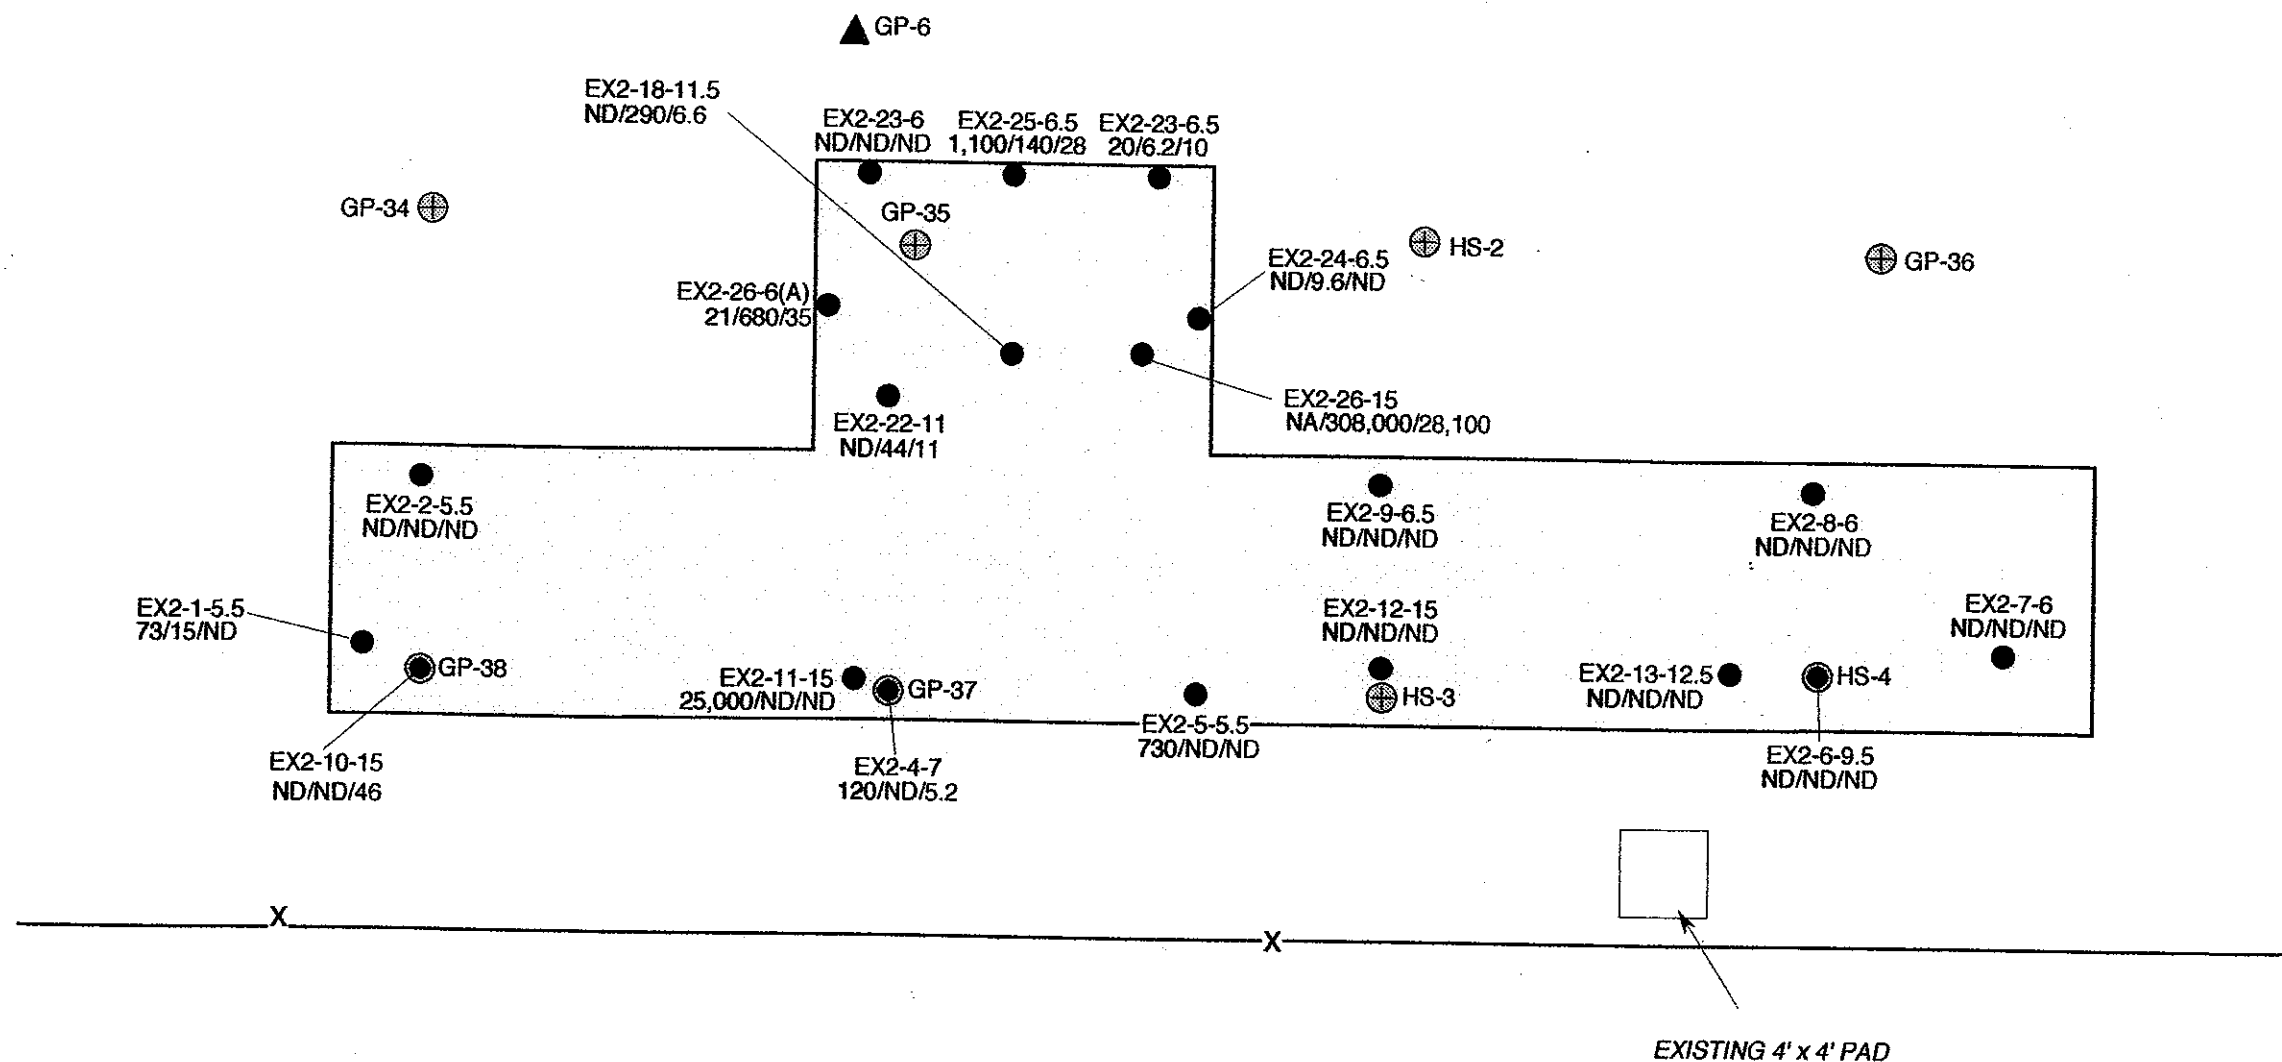 GP-6
EX2-18-11.5
ND/290/6.6
EX2-23-6
ND/ND/ND
EX2-25-6.5
1,100/140/28
EX2-23-6.5
20/6.2/10
GP-34
GP-35
HS-2
GP-36
EX2-24-6.5
ND/9.6/ND
EX2-26-6(A)
21/680/35
EX2-26-15
NA/308,000/28,100
EX2-22-11
ND/44/11
EX2-2-5.5
ND/ND/ND
EX2-9-6.5
ND/ND/ND
EX2-8-6
ND/ND/ND
EX2-1-5.5
73/15/ND
EX2-12-15
ND/ND/ND
EX2-7-6
ND/ND/ND
GP-38
EX2-11-15
25,000/ND/ND
GP-37
HS-3
EX2-13-12.5
ND/ND/ND
HS-4
EX2-5-5.5
730/ND/ND
EX2-10-15
ND/ND/46
EX2-4-7
120/ND/5.2
EX2-6-9.5
ND/ND/ND
X
X
EXISTING 4' x 4' PAD